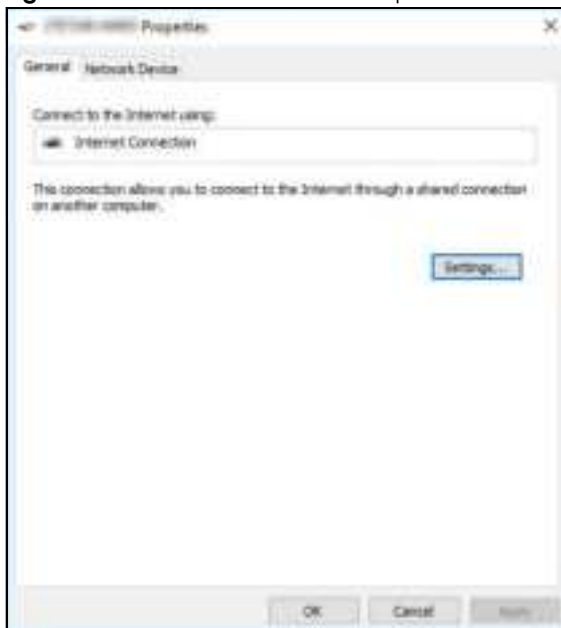 Properties
General Network Device
Connect to the Internet using:
Internet Connection
This connection allows you to connect to the Internet through a shared connection
on another computer.
Settings...
OK Cancel Apply